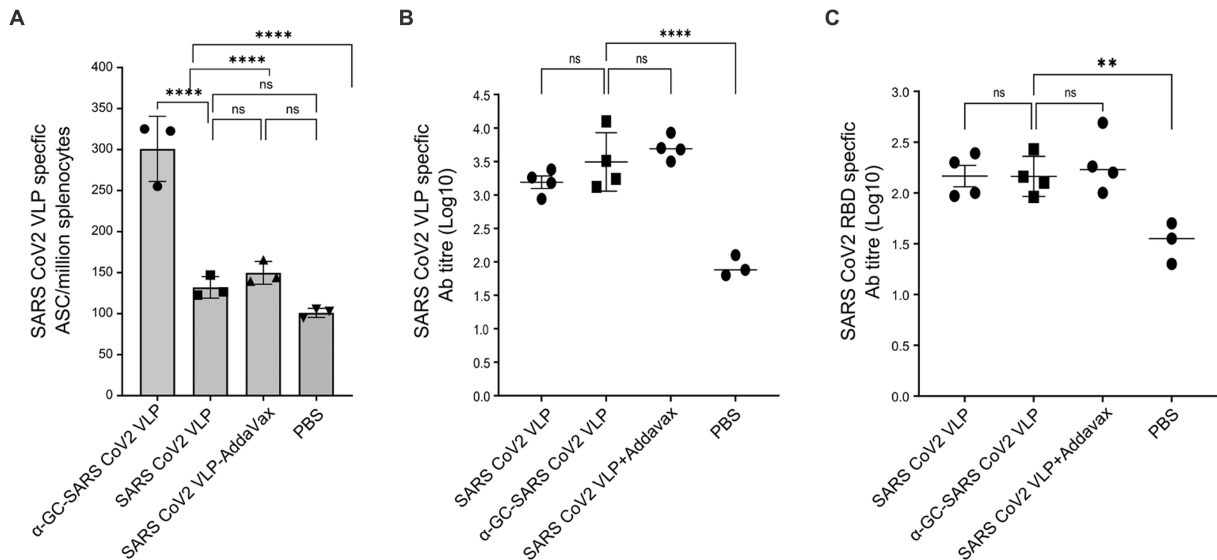 A
SARS CoV2 VLP specfic
ASC/million splenocytes
400
350
300
250
200
150
100
50
0
****
****
****
ns
ns
ns
α-GC-SARS CoV2 VLP
SARS CoV2 VLP
SARS CoV2 VLP-AddaVax
PBS
B
SARS CoV2 VLP specfic
Ab titre (Log10)
4.5
4.0
3.5
3.0
2.5
2.0
1.5
1.0
0.5
0.0
****
ns
ns
SARS CoV2 VLP
α-GC-SARS CoV2 VLP
SARS CoV2 VLP+Addavax
PBS
C
SARS CoV2 RBD specfic
Ab titre (Log10)
3.0
2.5
2.0
1.5
1.0
0.5
0.0
**
ns
ns
SARS CoV2 VLP
α-GC-SARS CoV2 VLP
SARS CoV2 VLP+Addavax
PBS